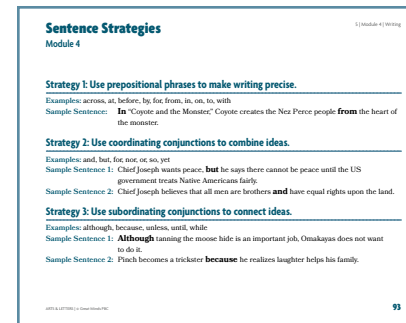 Sentence Strategies
5 | Module 4 | Writing
Module 4
Strategy 1: Use prepositional phrases to make writing precise.
Examples: across, at, before, by, for, from, in, on, to, with
Sample Sentence: In “Coyote and the Monster,” Coyote creates the Nez Perce people from the heart of
the monster.
Strategy 2: Use coordinating conjunctions to combine ideas.
Examples: and, but, for, nor, or, so, yet
Sample Sentence 1: Chief Joseph wants peace, but he says there cannot be peace until the US
government treats Native Americans fairly.
Sample Sentence 2: Chief Joseph believes that all men are brothers and have equal rights upon the land.
Strategy 3: Use subordinating conjunctions to connect ideas.
Examples: although, because, unless, until, while
Sample Sentence 1: Although tanning the moose hide is an important job, Omakayas does not want
to do it.
Sample Sentence 2: Pinch becomes a trickster because he realizes laughter helps his family.
ARTS & LETTERS | © Great Minds PBC
93